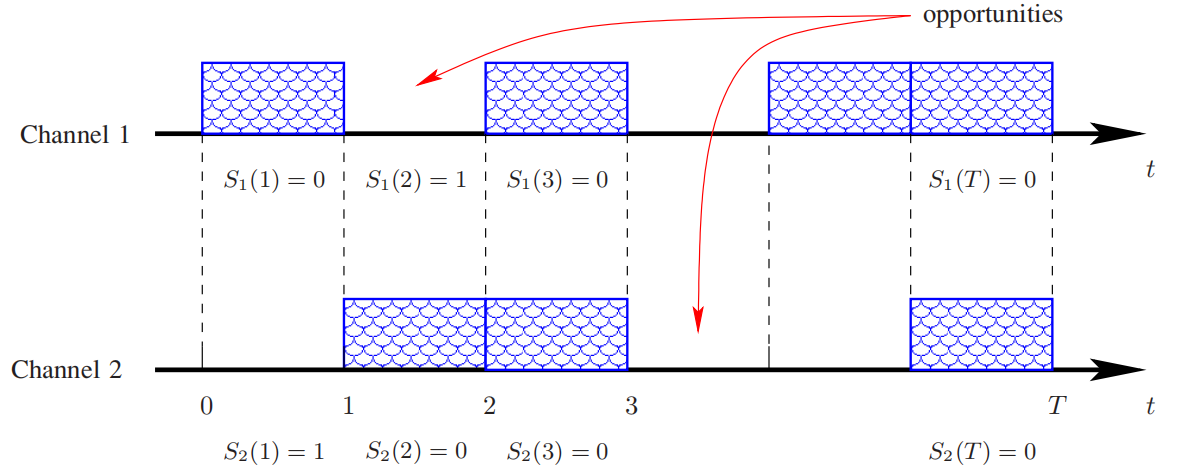 opportunities
Channel 1
t
S₁(1) = 0 S₁(2) = 1 S₁(3) = 0 S₁(T) = 0
Channel 2
0 1 2 3 T t
S₂(1) = 1 S₂(2) = 0 S₂(3) = 0 S₂(T) = 0